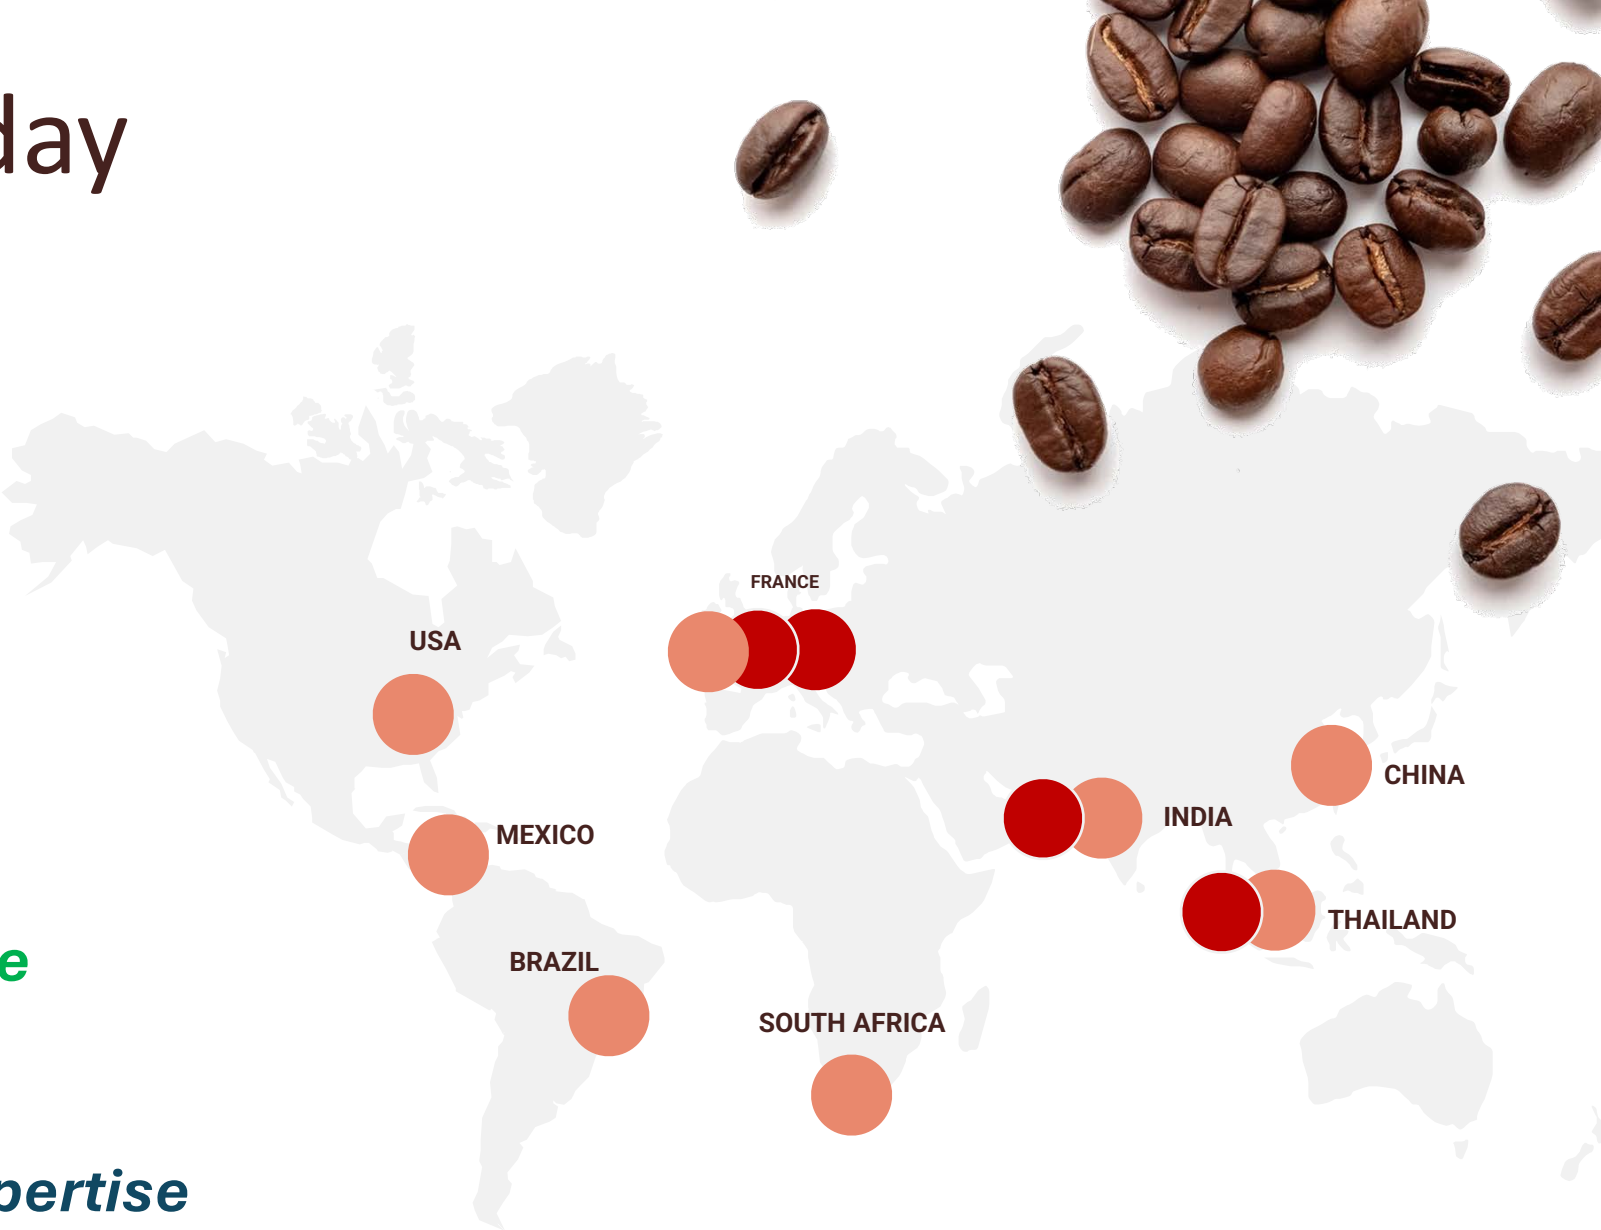 day
FRANCE
USA
CHINA
INDIA
MEXICO
THAILAND
BRAZIL
e
SOUTH AFRICA
pertise